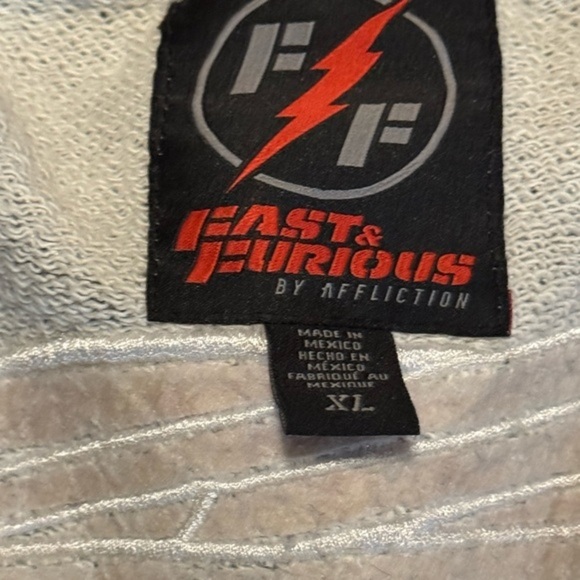 F F
FAST &
FURIOUS
BY AFFLICTION
MADE IN
MEXICO
HECHO EN
MÉXICO
FABRIQUÉ AU
MEXIQUE
XL